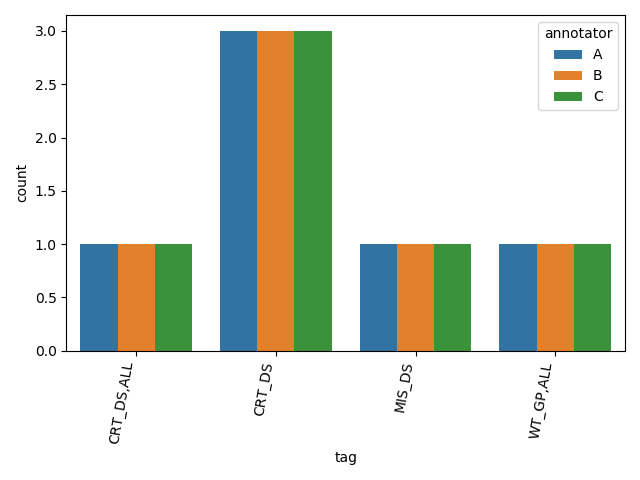 annotator
A
B
C
3.0
2.5
2.0
1.5
1.0
0.5
0.0
count
CRT_DS,ALL
CRT_DS
MIS_DS
WT_GP,ALL
tag